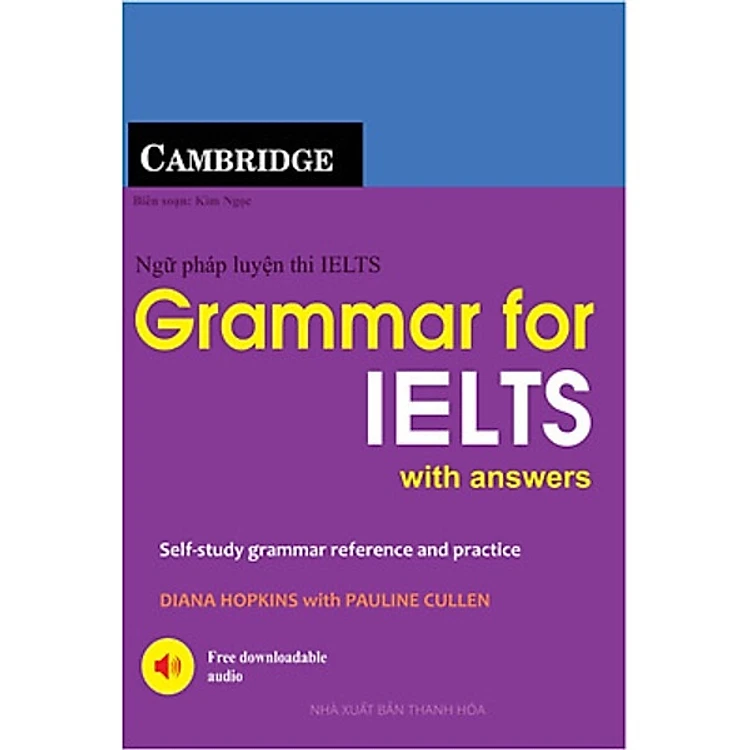 CAMBRIDGE
Biên soạn: Kim Ngọc
Ngữ pháp luyện thi IELTS
Grammar for
IELTS
with answers
Self-study grammar reference and practice
DIANA HOPKINS with PAULINE CULLEN
Free downloadable
audio
NHÀ XUẤT BẢN THANH HÓA